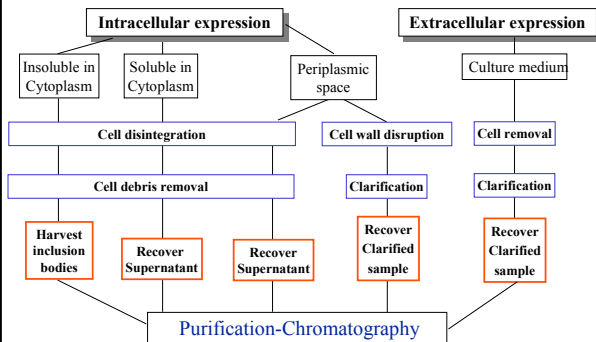 Intracellular expression
Extracellular expression
Insoluble in
Cytoplasm
Soluble in
Cytoplasm
Periplasmic
space
Culture medium
Cell disintegration
Cell wall disruption
Cell removal
Cell debris removal
Clarification
Clarification
Harvest
inclusion
bodies
Recover
Supernatant
Recover
Supernatant
Recover
Clarified
sample
Recover
Clarified
sample
Purification-Chromatography